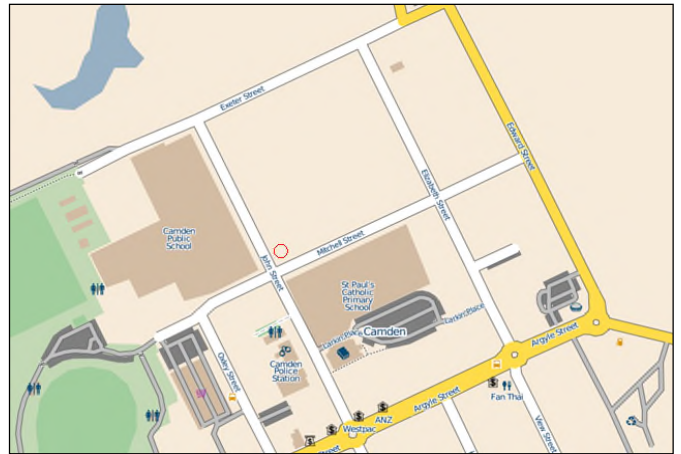 Exeter Street
Edward Street
Elizabeth Street
Camden
Public
School
Mitchell Street
John Street
St Paul's
Catholic
Primary
School
Larkin Place
Larkin Place
Camden
Argyle Street
Oxley Street
Camden
Police
Station
Argyle Street
Fan Thai
ANZ
Westpac
View Street
Street